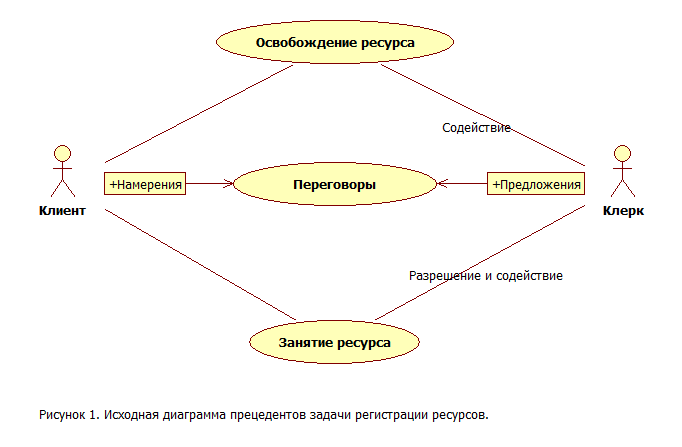 Освобождение ресурса
Содействие
+Намерения
Переговоры
+Предложения
Клиент
Клерк
Разрешение и содействие
Занятие ресурса
Рисунок 1. Исходная диаграмма прецедентов задачи регистрации ресурсов.